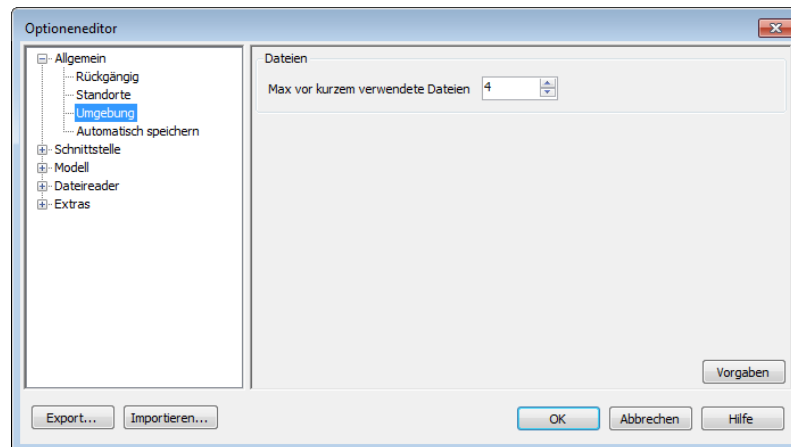 Optioneneditor
Allgemein
Rückgängig
Standorte
Umgebung
Automatisch speichern
Schnittstelle
Modell
Dateireader
Extras
Dateien
Max vor kurzem verwendete Dateien 4
Vorgaben
Export... Importieren... OK Abbrechen Hilfe